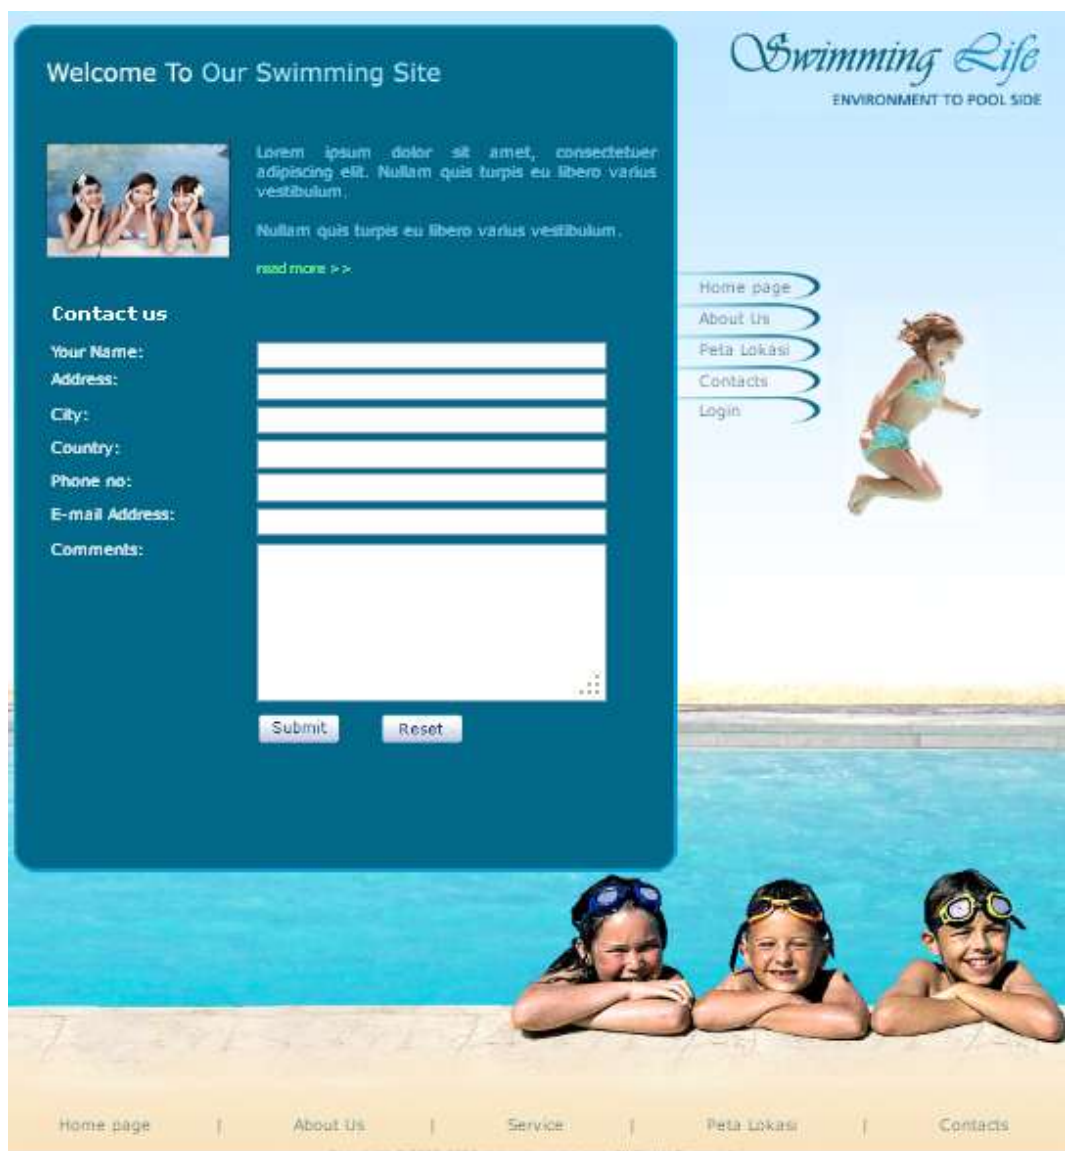 Swimming Life
ENVIRONMENT TO POOL SIDE
Welcome To Our Swimming Site
Lorem ipsum dolor sit amet, consectetuer
adipiscing elit. Nullam quis turpis eu libero varius
vestibulum.
Nullam quis turpis eu libero varius vestibulum.
read more >>
Home page
About Us
Peta Lokasi
Contacts
Login
Contact us
Your Name:
Address:
City:
Country:
Phone no:
E-mail Address:
Comments:
Submit Reset
Home page | About Us | Service | Peta Lokasi | Contacts